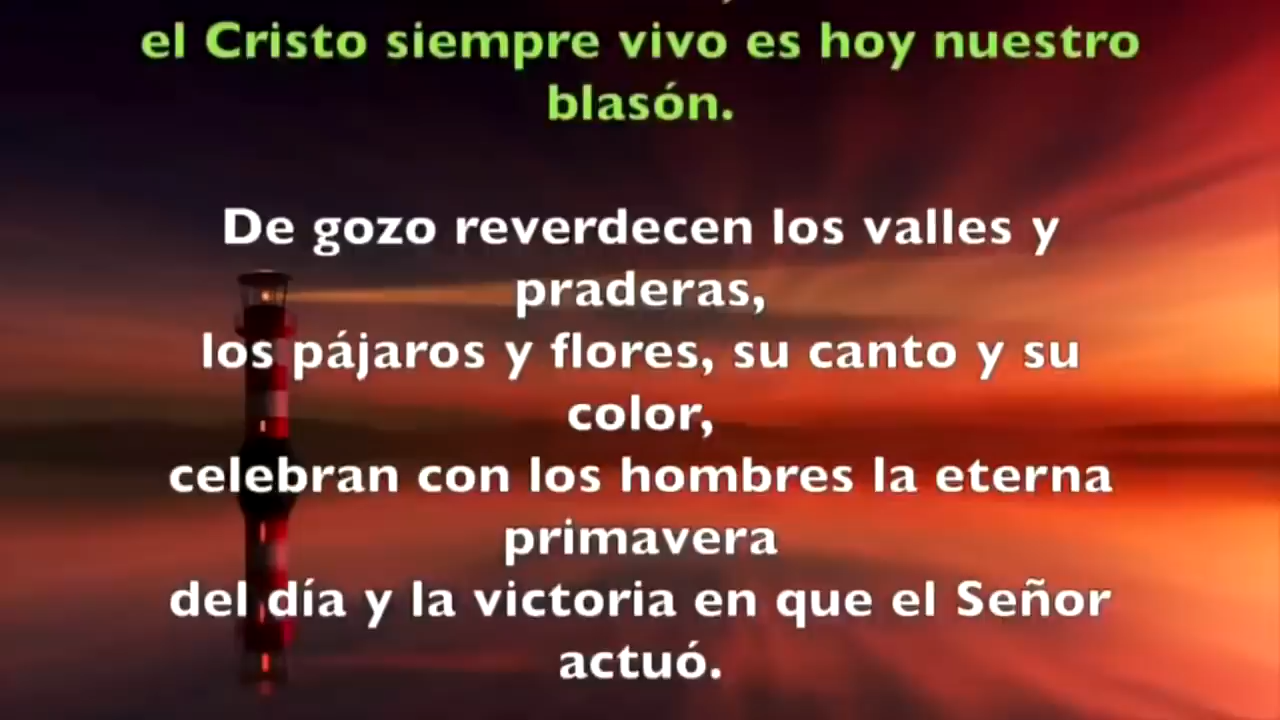 el Cristo siempre vivo es hoy nuestro
blasón.
De gozo reverdecen los valles y
praderas,
los pájaros y flores, su canto y su
color,
celebran con los hombres la eterna
primavera
del día y la victoria en que el Señor
actuó.